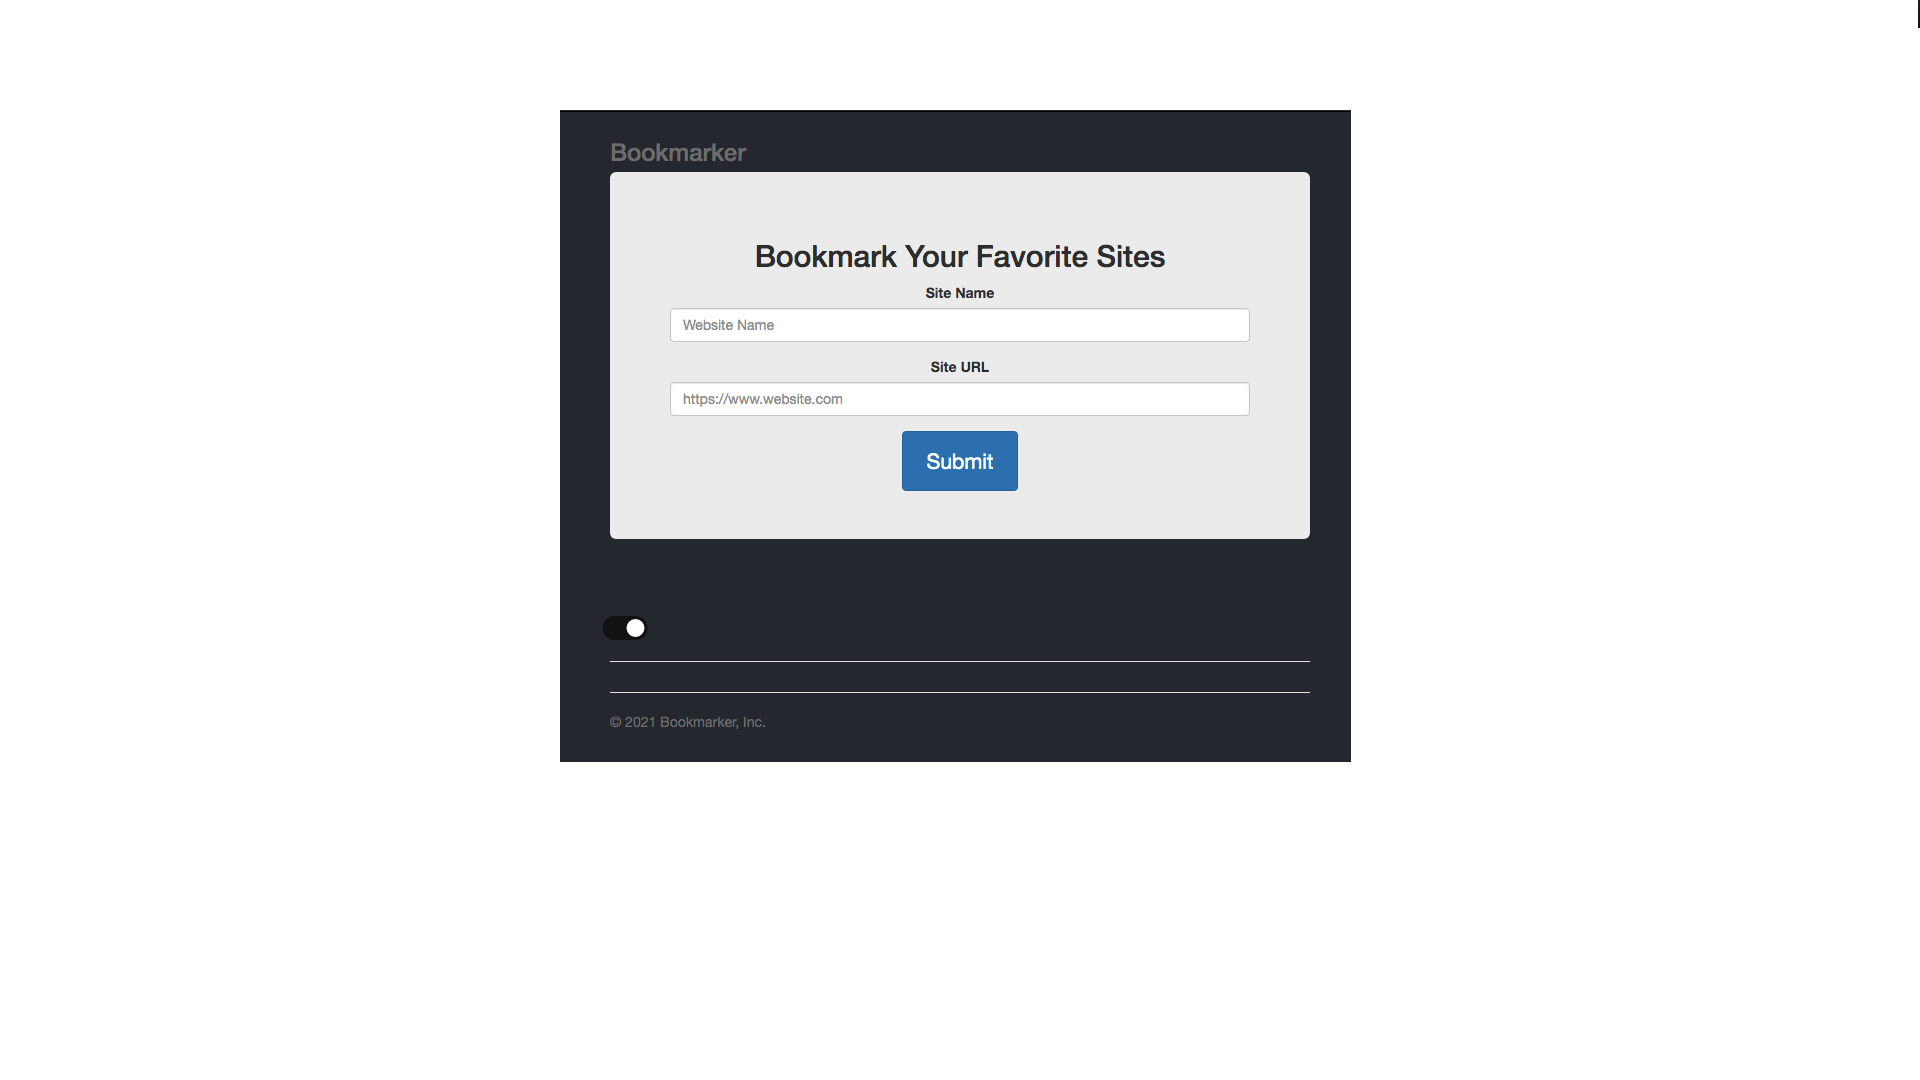 Bookmarker
Bookmark Your Favorite Sites
Site Name
Website Name
Site URL
https://www.website.com
Submit
© 2021 Bookmarker, Inc.